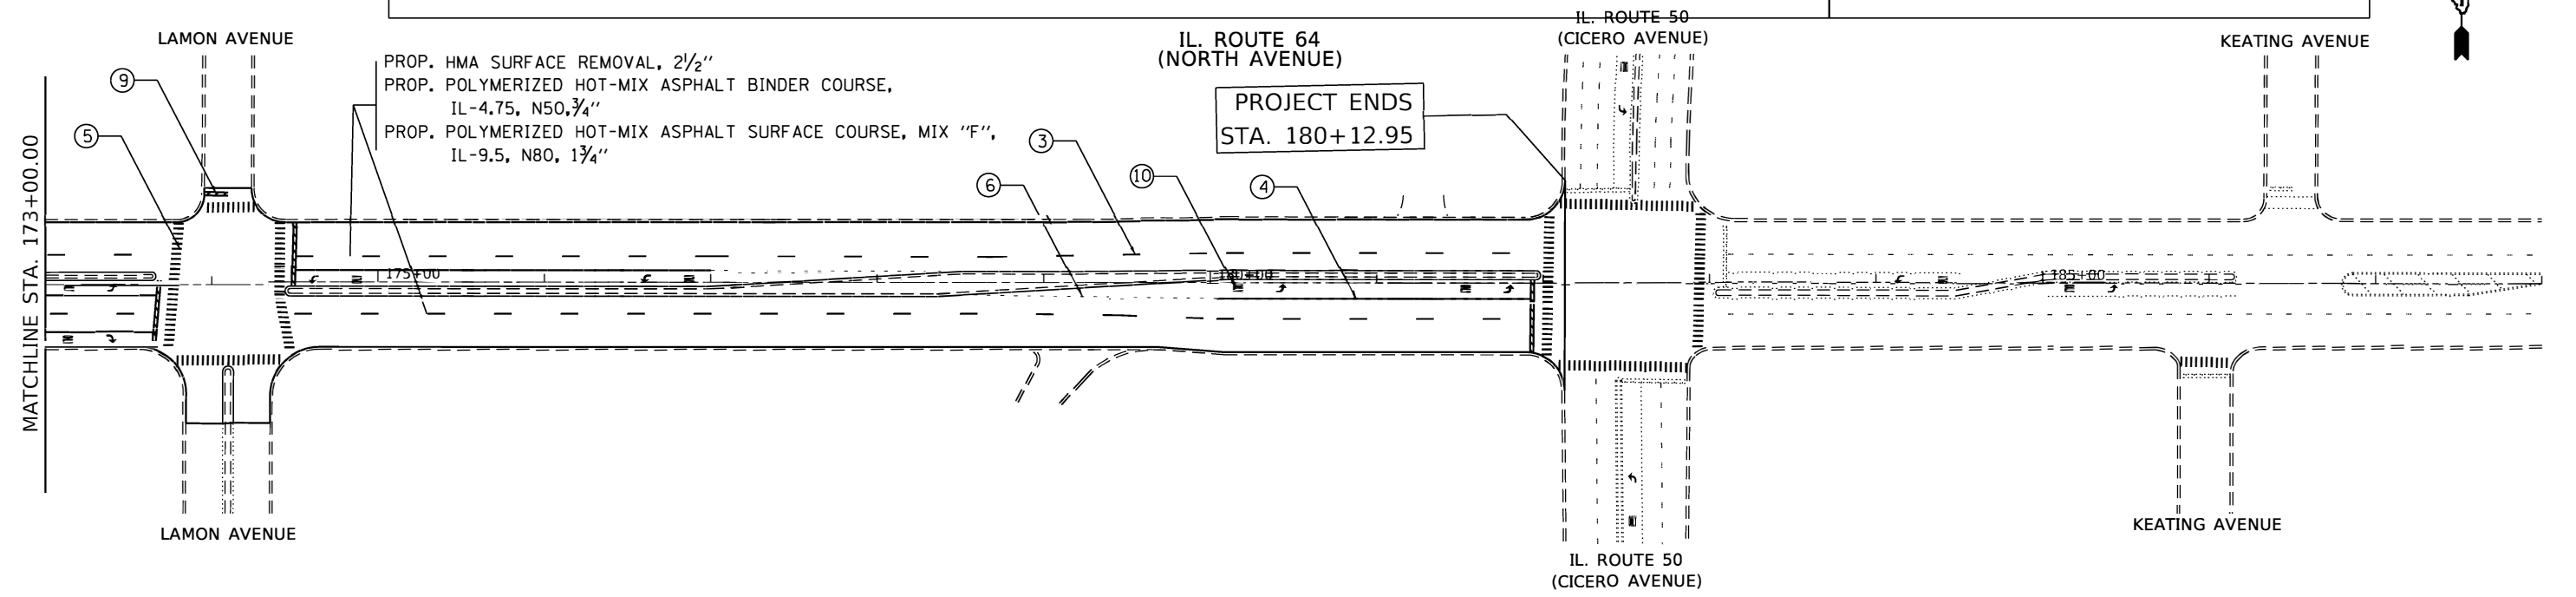 IL. ROUTE 50
(CICERO AVENUE)
LAMON AVENUE
IL. ROUTE 64
(NORTH AVENUE)
KEATING AVENUE
PROP. HMA SURFACE REMOVAL, 2½"
PROP. POLYMERIZED HOT-MIX ASPHALT BINDER COURSE,
IL-4.75, N50,¾"
PROP. POLYMERIZED HOT-MIX ASPHALT SURFACE COURSE, MIX "F",
IL-9.5, N80, 1¾"
PROJECT ENDS
STA. 180+12.95
9
5
3
6
10
4
MATCHLINE STA. 173+00.00
175+00
180+00
185+00
LAMON AVENUE
KEATING AVENUE
IL. ROUTE 50
(CICERO AVENUE)